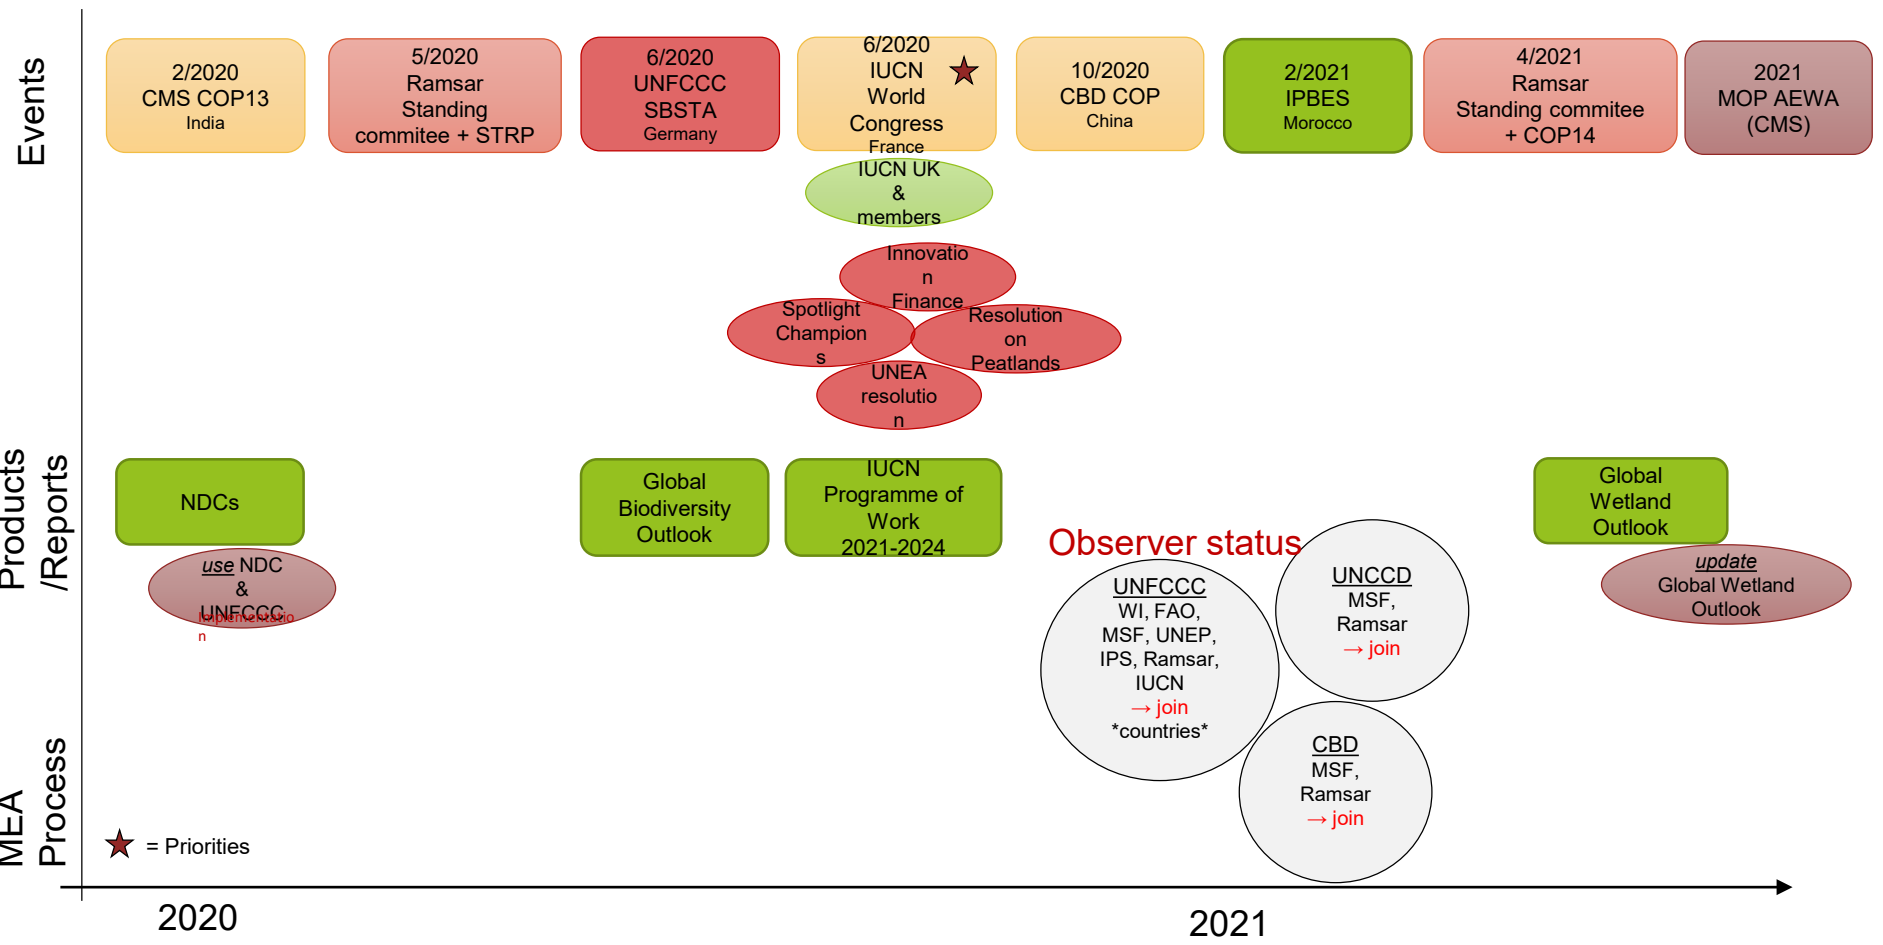 Events
2/2020
CMS COP13
India
5/2020
Ramsar
Standing
commitee + STRP
6/2020
UNFCCC
SBSTA
Germany
6/2020
IUCN
World
Congress
France
10/2020
CBD COP
China
2/2021
IPBES
Morocco
4/2021
Ramsar
Standing commitee
+ COP14
2021
MOP AEWA
(CMS)
IUCN UK
&
members
Innovatio
n
Finance
Spotlight
Champion
s
Resolution
on
Peatlands
UNEA
resolutio
n
Products
/Reports
NDCs
use NDC
&
UNFCCC
Implementatio
n
Global
Biodiversity
Outlook
IUCN
Programme of
Work
2021-2024
Global
Wetland
Outlook
update
Global Wetland
Outlook
Observer status
UNFCCC
WI, FAO,
MSF, UNEP,
IPS, Ramsar,
IUCN
→ join
*countries*
UNCCD
MSF,
Ramsar
→ join
CBD
MSF,
Ramsar
→ join
MEA
Process
= Priorities
2020
2021